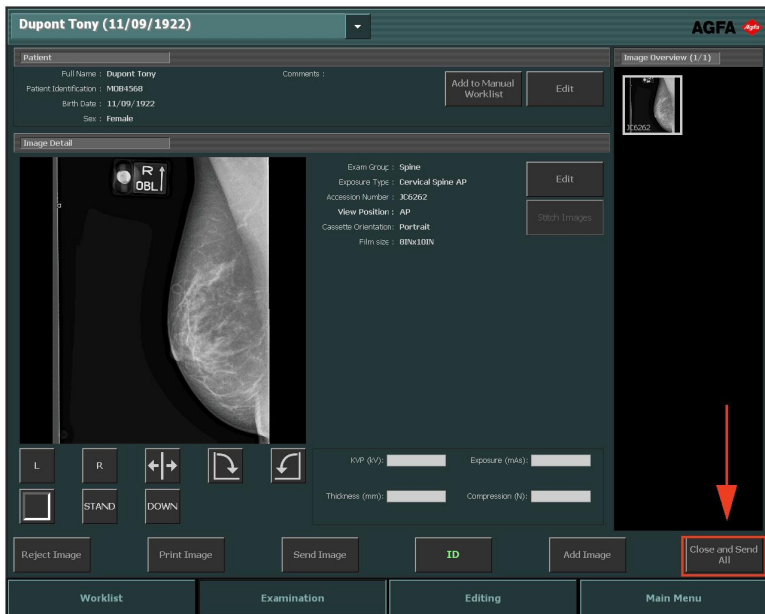 Dupont Tony (11/09/1922)
AGFA Agfa
Patient
Full Name : Dupont Tony
Patient Identification : MOB4568
Birth Date : 11/09/1922
Sex : Female
Comments :
Add to Manual
Worklist
Edit
Image Overview (1/1)
JC6262
Image Detail
R
OBL
Exam Group : Spine
Exposure Type : Cervical Spine AP
Accession Number : JC6262
View Position : AP
Cassette Orientation: Portrait
Film size : 8INx10IN
Edit
Stitch Images
L
R
STAND
DOWN
KVP (kV):
Exposure (mAs):
Thickness (mm):
Compression (N):
Reject Image
Print Image
Send Image
ID
Add Image
Close and Send
All
Worklist
Examination
Editing
Main Menu